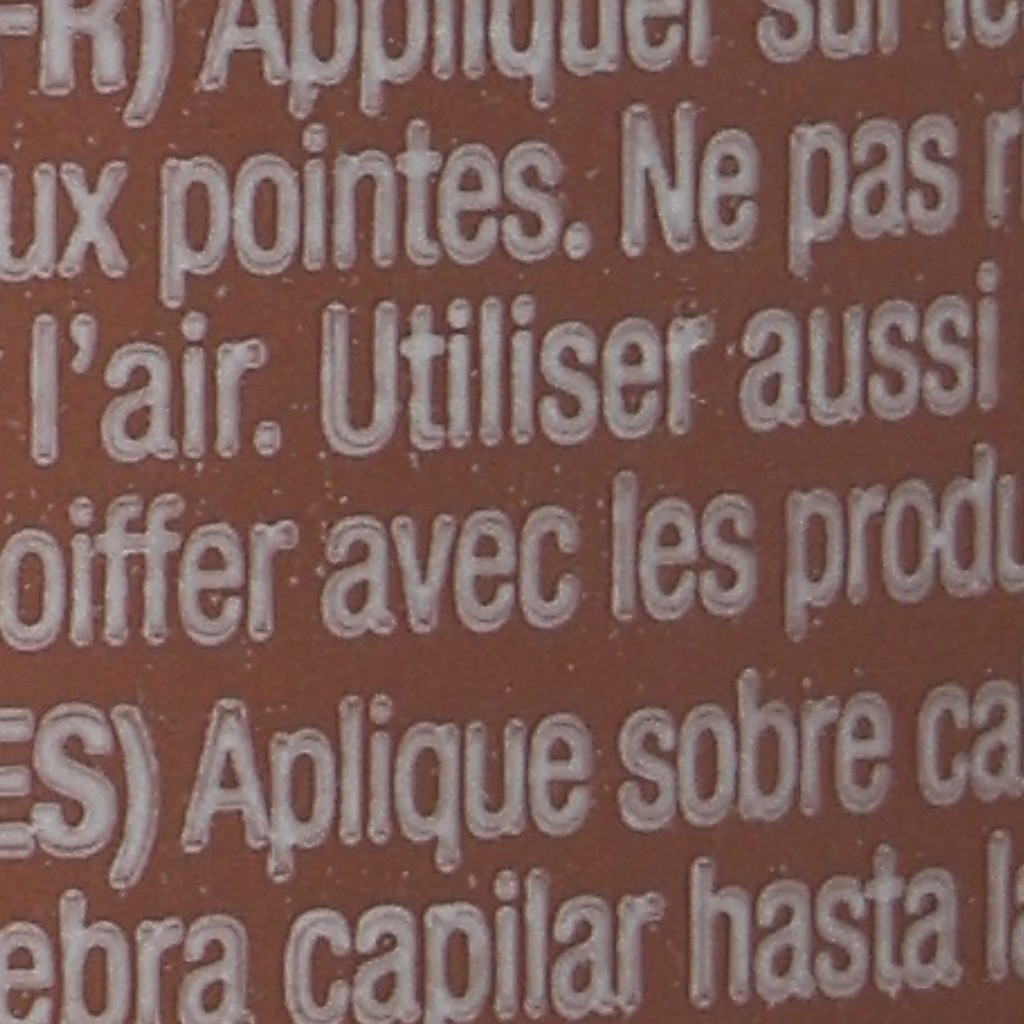 FR) Appliquer sur le
ux pointes. Ne pas r
l’air. Utiliser aussi
oiffer avec les produ
ES) Aplique sobre ca
ebra capilar hasta la